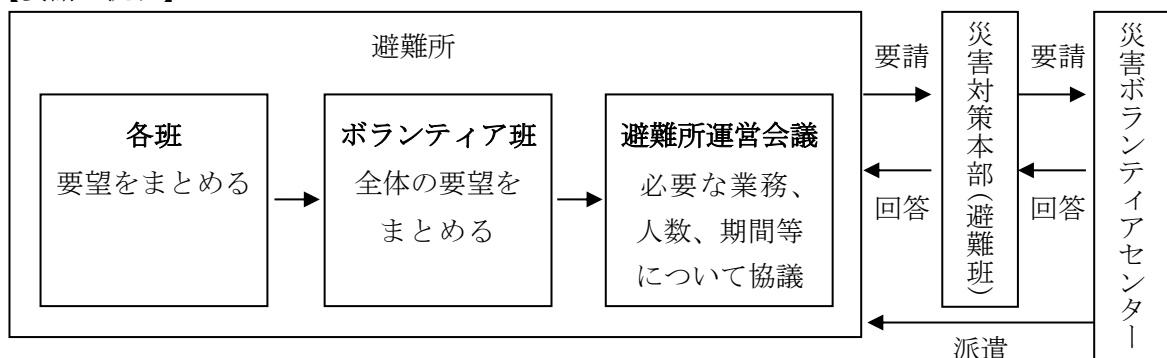 避難所
各班
要望をまとめる
ボランティア班
全体の要望を
まとめる
避難所運営会議
必要な業務、
人数、期間等
について協議
要請
回答
災害対策本部(避難班)
要請
回答
災害ボランティアセンター
派遣